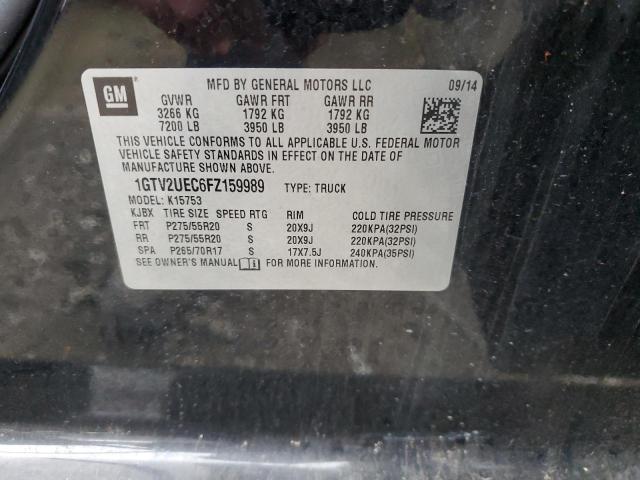 GM
MFD BY GENERAL MOTORS LLC 09/14
GVWR GAWR FRT GAWR RR
3266 KG 1792 KG 1792 KG
7200 LB 3950 LB 3950 LB
THIS VEHICLE CONFORMS TO ALL APPLICABLE U.S. FEDERAL MOTOR
VEHICLE SAFETY STANDARDS IN EFFECT ON THE DATE OF
MANUFACTURE SHOWN ABOVE.
1GTV2UEC6FZ159989 TYPE: TRUCK
MODEL: K15753
KJBX TIRE SIZE SPEED RTG RIM COLD TIRE PRESSURE
FRT P275/55R20 S 20X9J 220KPA(32PSI)
RR P275/55R20 S 20X9J 220KPA(32PSI)
SPA P265/70R17 S 17X7.5J 240KPA(35PSI)
SEE OWNER'S MANUAL FOR MORE INFORMATION.